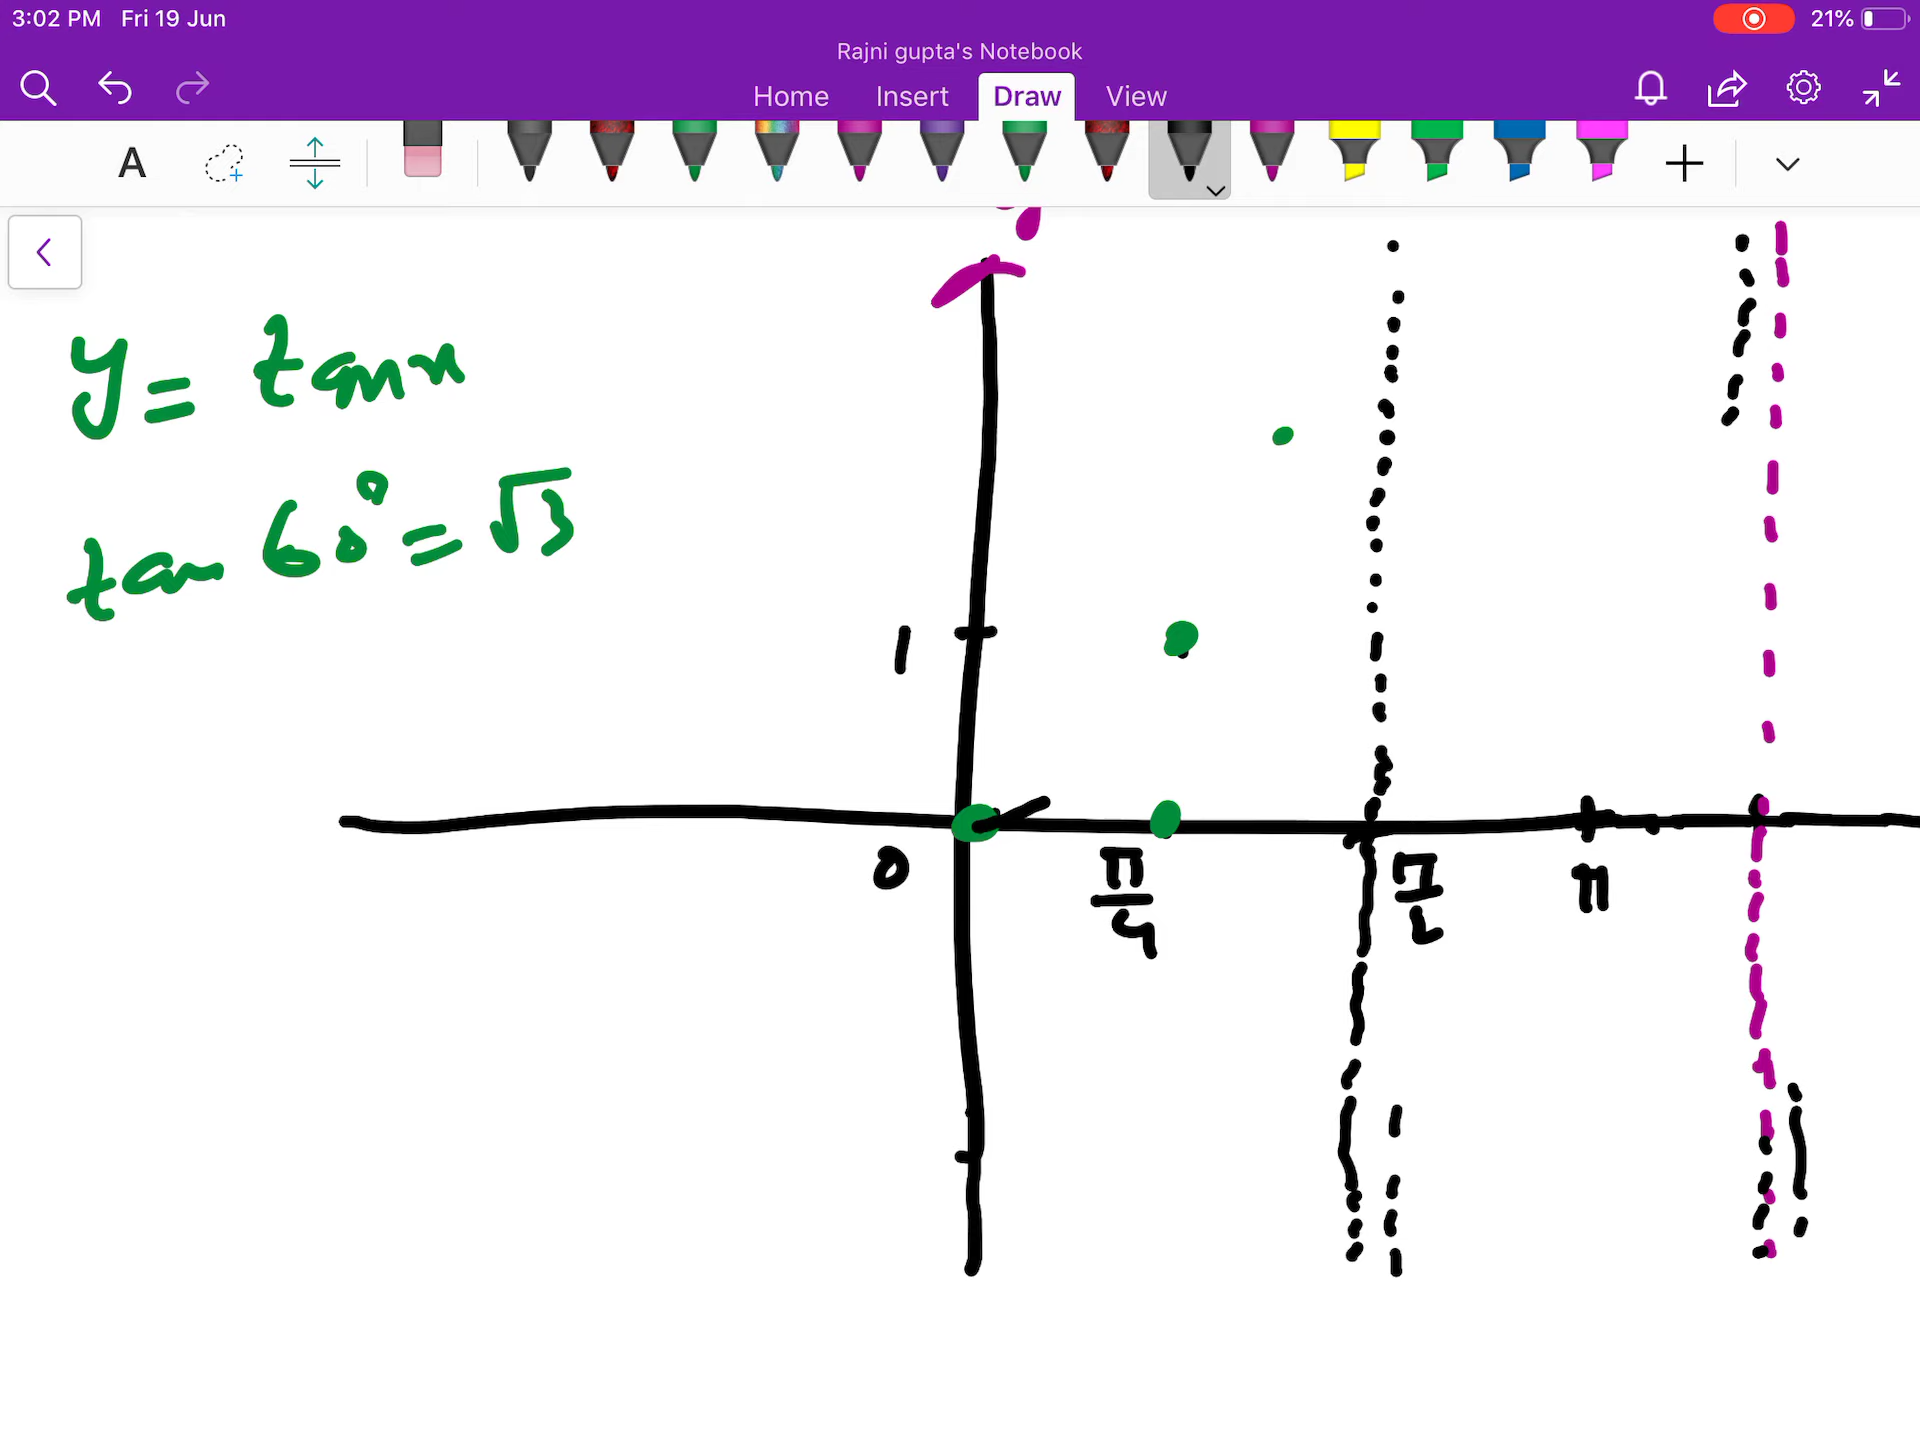 3:02 PM Fri 19 Jun
21%
Rajni gupta's Notebook
Home Insert Draw View
A
y = tan x
tan 60° = √3
1
0
π/4
π/2
π